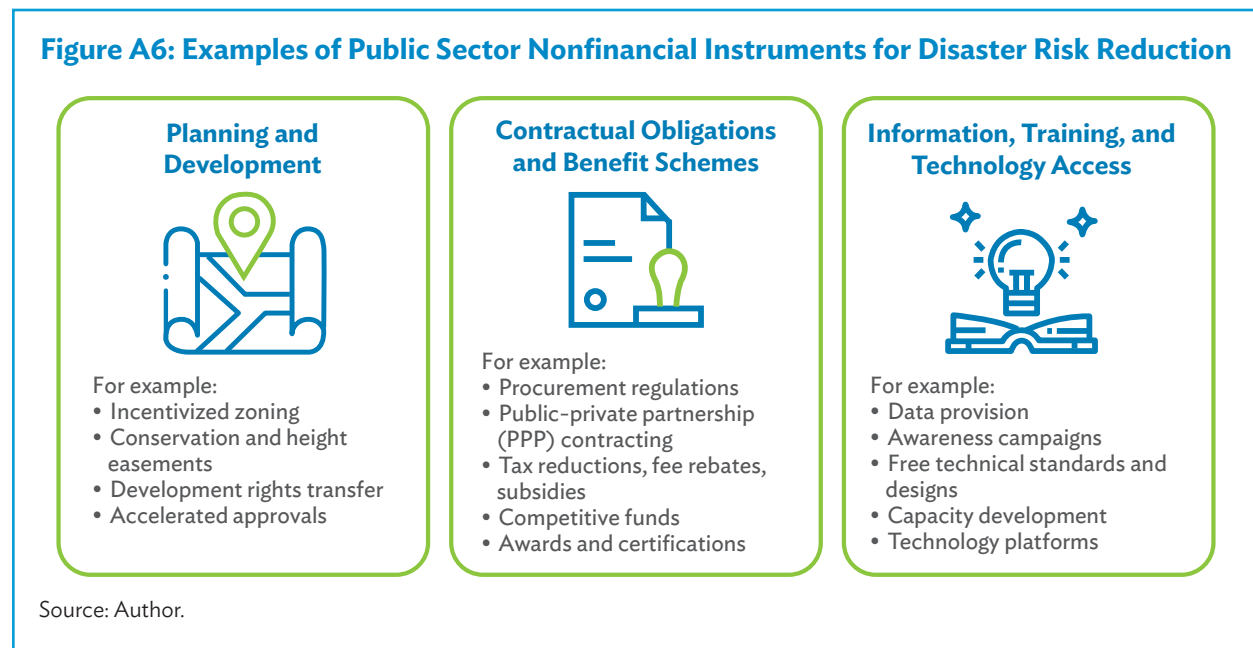 Figure A6: Examples of Public Sector Nonfinancial Instruments for Disaster Risk Reduction
Planning and
Development
For example:
• Incentivized zoning
• Conservation and height
easements
• Development rights transfer
• Accelerated approvals
Contractual Obligations
and Benefit Schemes
For example:
• Procurement regulations
• Public-private partnership
(PPP) contracting
• Tax reductions, fee rebates,
subsidies
• Competitive funds
• Awards and certifications
Information, Training, and
Technology Access
For example:
• Data provision
• Awareness campaigns
• Free technical standards and
designs
• Capacity development
• Technology platforms
Source: Author.